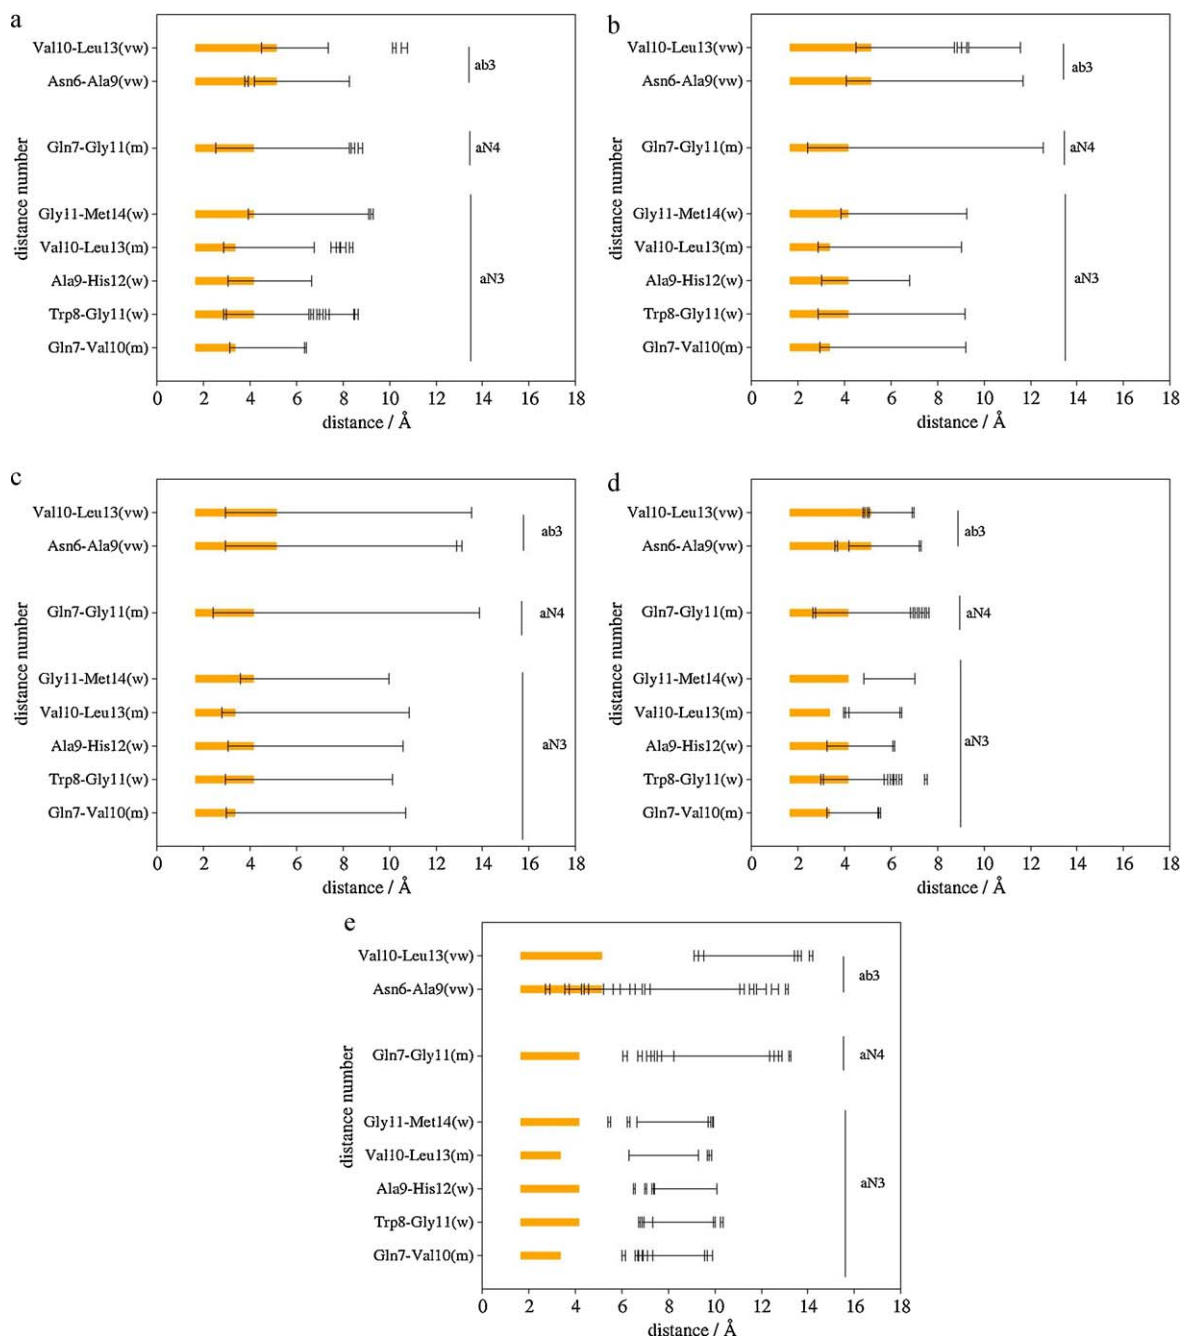 a
Val10-Leu13(vw)
Asn6-Ala9(vw)
ab3
Gln7-Gly11(m)
aN4
Gly11-Met14(w)
Val10-Leu13(m)
Ala9-His12(w)
Trp8-Gly11(w)
Gln7-Val10(m)
aN3
distance number
0 2 4 6 8 10 12 14 16 18
distance / Å
b
Val10-Leu13(vw)
Asn6-Ala9(vw)
ab3
Gln7-Gly11(m)
aN4
Gly11-Met14(w)
Val10-Leu13(m)
Ala9-His12(w)
Trp8-Gly11(w)
Gln7-Val10(m)
aN3
distance number
0 2 4 6 8 10 12 14 16 18
distance / Å
c
Val10-Leu13(vw)
Asn6-Ala9(vw)
ab3
Gln7-Gly11(m)
aN4
Gly11-Met14(w)
Val10-Leu13(m)
Ala9-His12(w)
Trp8-Gly11(w)
Gln7-Val10(m)
aN3
distance number
0 2 4 6 8 10 12 14 16 18
distance / Å
d
Val10-Leu13(vw)
Asn6-Ala9(vw)
ab3
Gln7-Gly11(m)
aN4
Gly11-Met14(w)
Val10-Leu13(m)
Ala9-His12(w)
Trp8-Gly11(w)
Gln7-Val10(m)
aN3
distance number
0 2 4 6 8 10 12 14 16 18
distance / Å
e
Val10-Leu13(vw)
Asn6-Ala9(vw)
ab3
Gln7-Gly11(m)
aN4
Gly11-Met14(w)
Val10-Leu13(m)
Ala9-His12(w)
Trp8-Gly11(w)
Gln7-Val10(m)
aN3
distance number
0 2 4 6 8 10 12 14 16 18
distance / Å